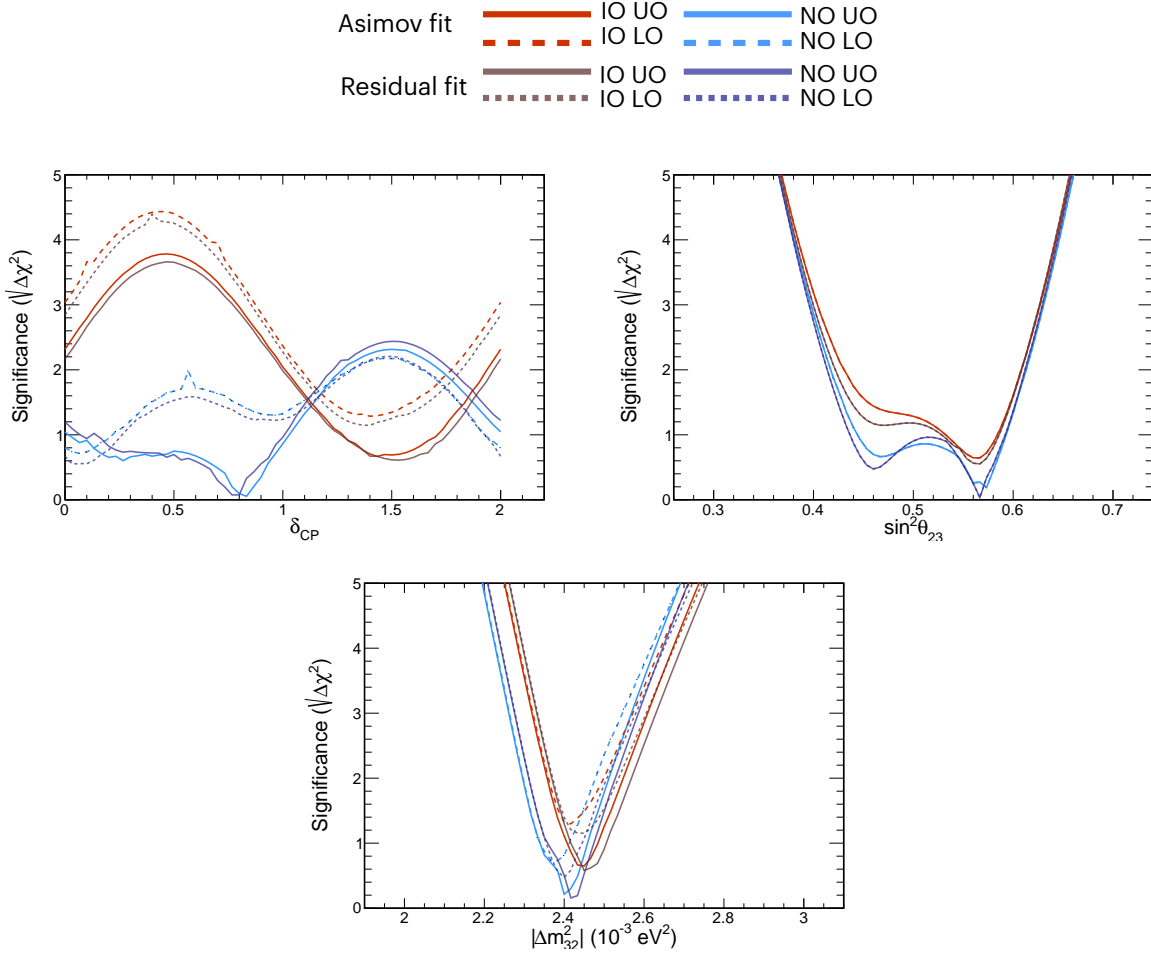 Asimov fit
IO UO
IO LO
NO UO
NO LO
Residual fit
IO UO
IO LO
NO UO
NO LO
Significance (√Δχ²)
5
4
3
2
1
0
0 0.5 1 1.5 2
δCP
Significance (√Δχ²)
5
4
3
2
1
0
0.3 0.4 0.5 0.6 0.7
sin²θ₂₃
Significance (√Δχ²)
5
4
3
2
1
0
2 2.2 2.4 2.6 2.8 3
|Δm²₃₂| (10⁻³ eV²)